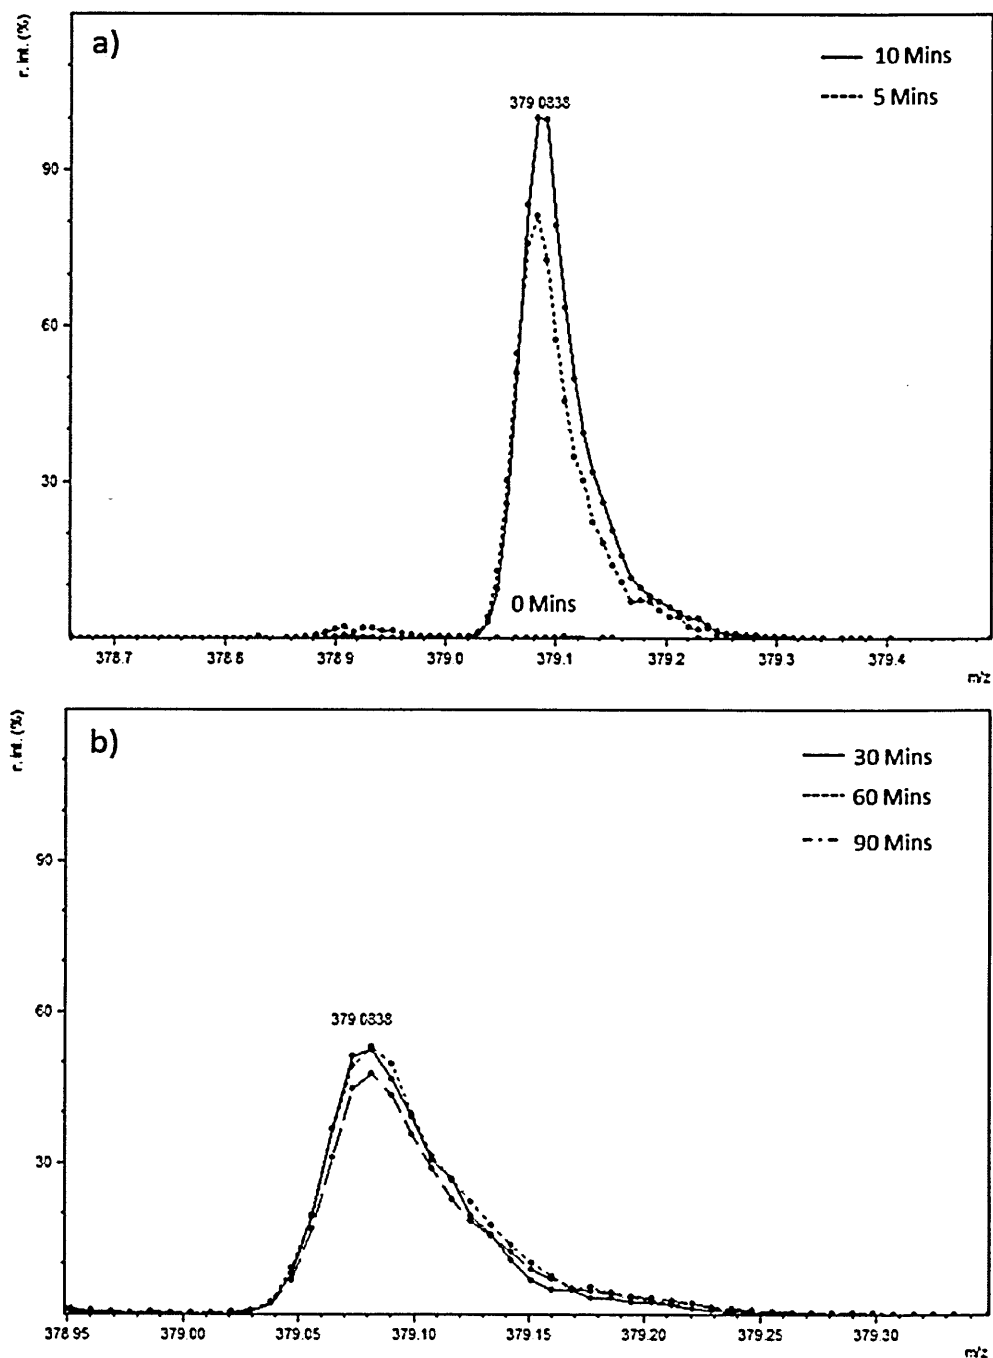 r. int. (%)
a)
10 Mins
5 Mins
379.0838
90
60
30
0 Mins
378.7
378.8
378.9
379.0
379.1
379.2
379.3
379.4
m/z
r. int. (%)
b)
30 Mins
60 Mins
90 Mins
90
60
379.0838
30
378.95
379.00
379.05
379.10
379.15
379.20
379.25
379.30
m/z